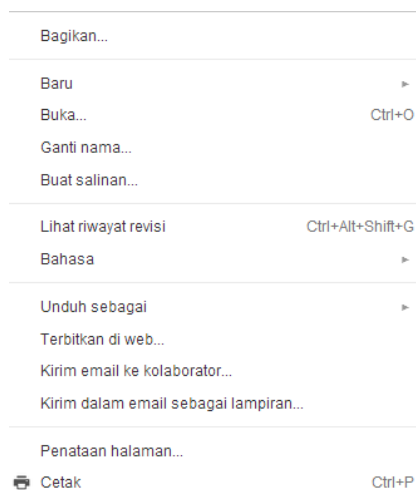 Bagikan...
Baru
Buka... Ctrl+O
Ganti nama...
Buat salinan...
Lihat riwayat revisi Ctrl+Alt+Shift+G
Bahasa
Unduh sebagai
Terbitkan di web...
Kirim email ke kolaborator...
Kirim dalam email sebagai lampiran...
Penataan halaman...
Cetak Ctrl+P